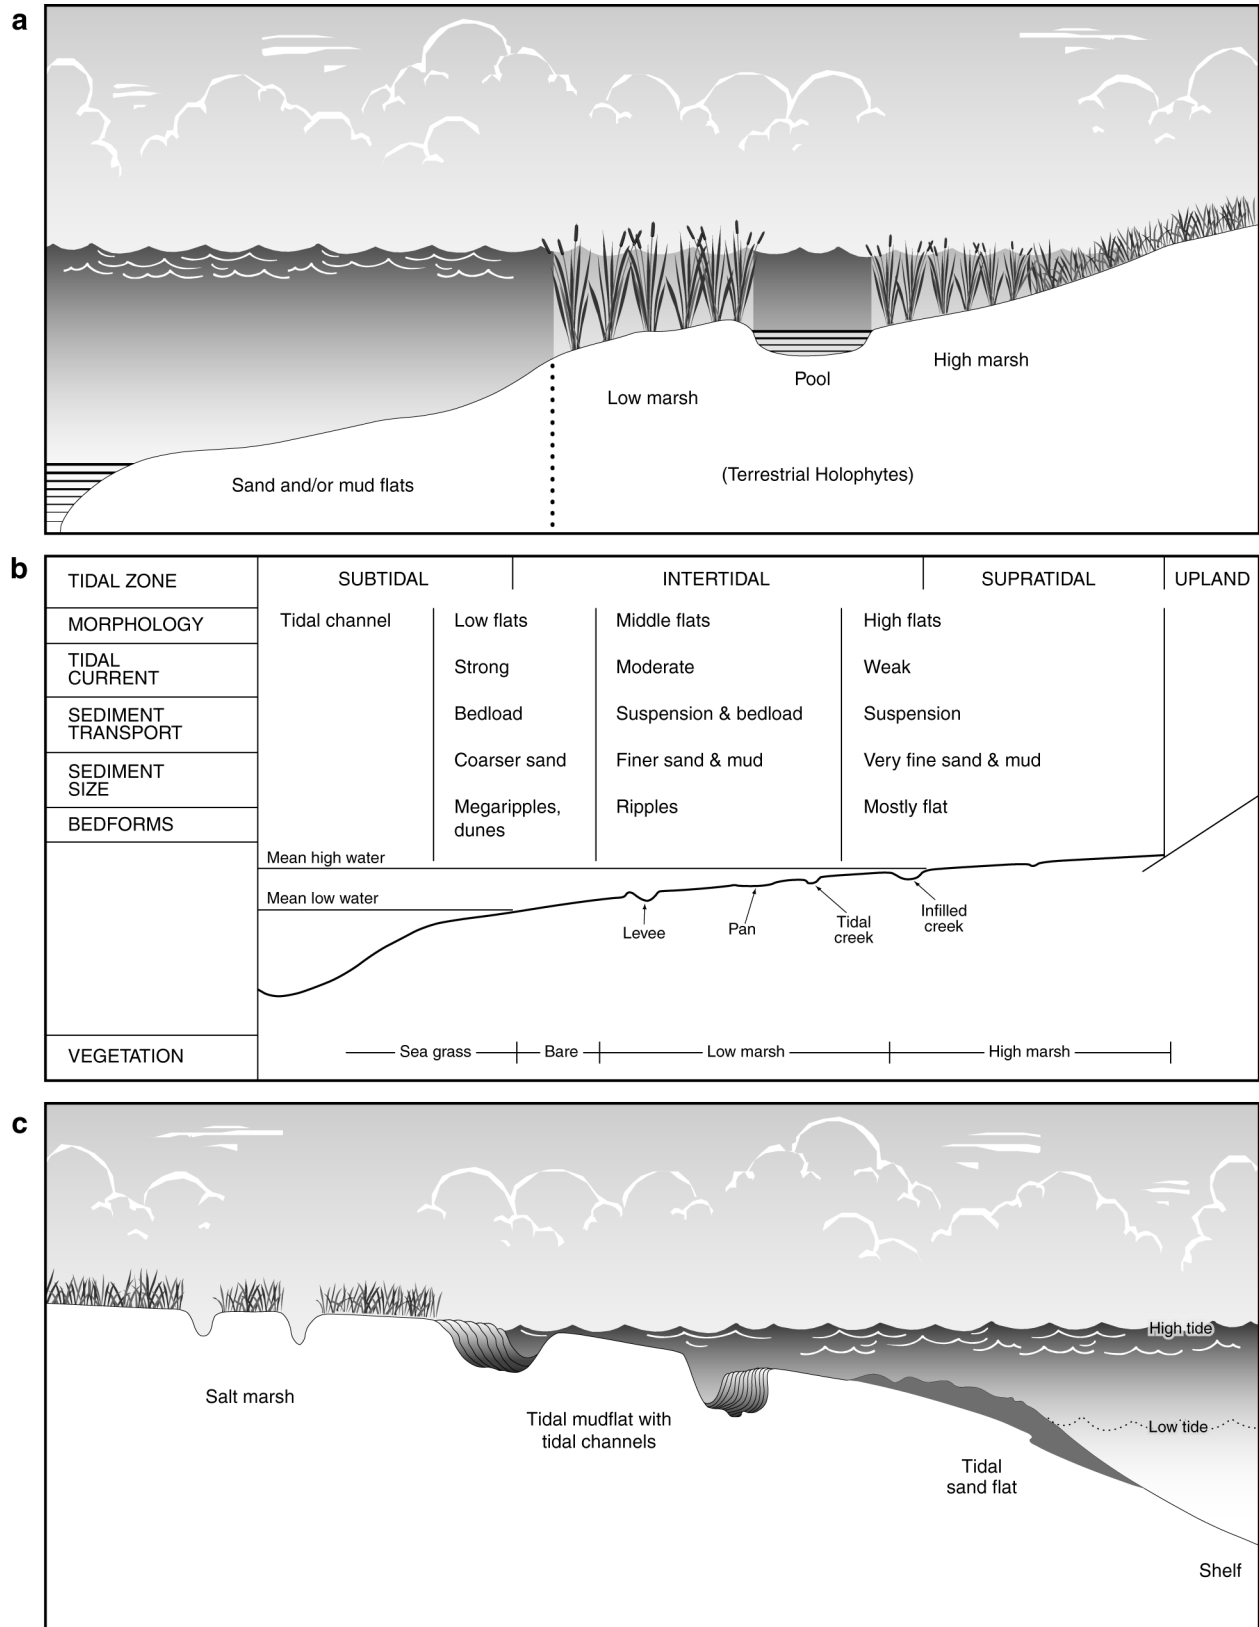 a
Low marsh
Pool
High marsh
Sand and/or mud flats
(Terrestrial Holophytes)
b
TIDAL ZONE
SUBTIDAL
INTERTIDAL
SUPRATIDAL
UPLAND
MORPHOLOGY
Tidal channel
Low flats
Middle flats
High flats
TIDAL
CURRENT
Strong
Moderate
Weak
SEDIMENT
TRANSPORT
Bedload
Suspension & bedload
Suspension
SEDIMENT
SIZE
Coarser sand
Finer sand & mud
Very fine sand & mud
BEDFORMS
Megaripples,
dunes
Ripples
Mostly flat
Mean high water
Mean low water
Levee
Pan
Tidal
creek
Infilled
creek
VEGETATION
Sea grass
Bare
Low marsh
High marsh
c
High tide
Salt marsh
Tidal mudflat with
tidal channels
Low tide
Tidal
sand flat
Shelf